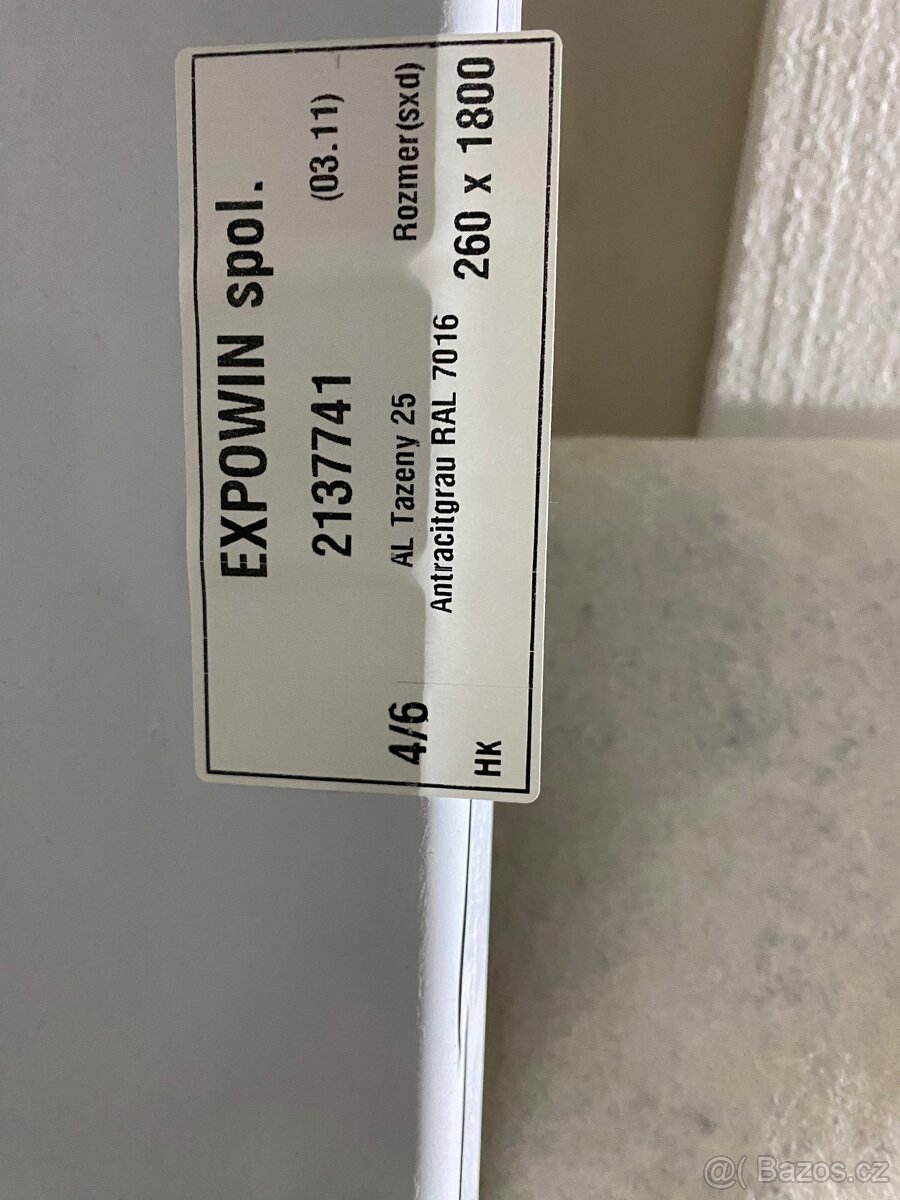 EXPOWIN spol.
2137741 (03.11)
4/6 AL Tazeny 25 Rozmer(sxd)
Antracitgrau RAL 7016
HK 260 x 1800
@( Bazos.cz